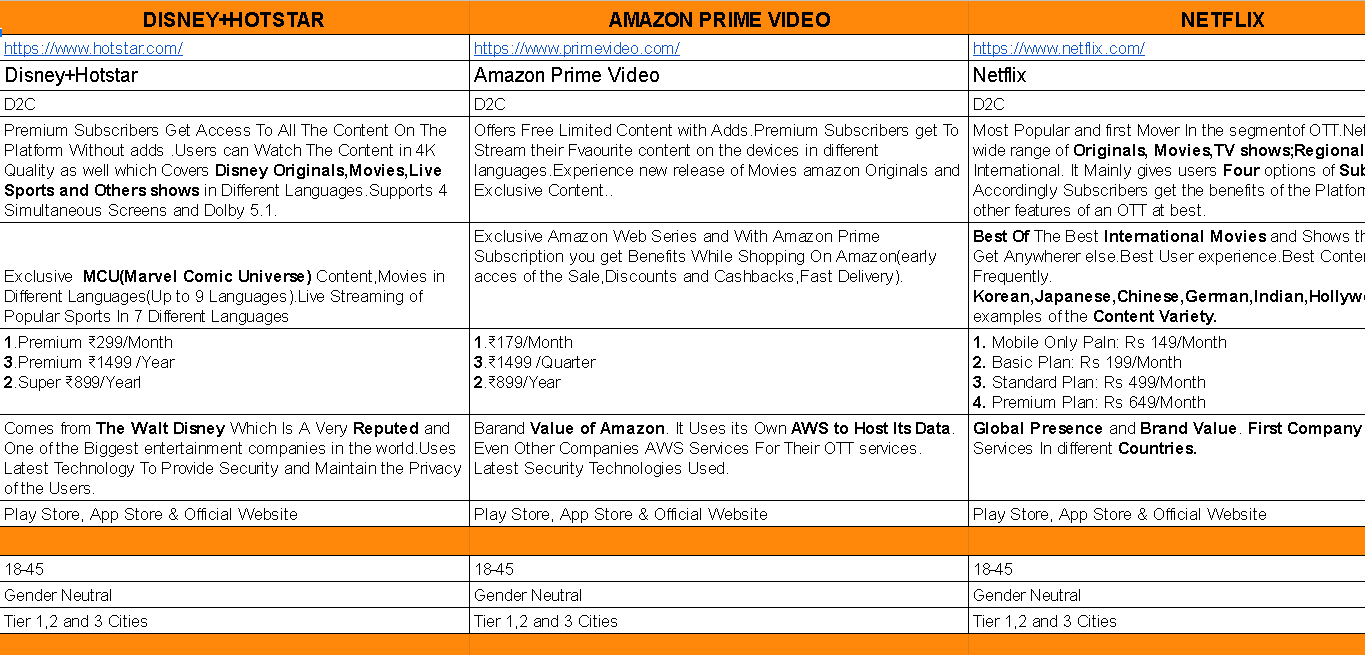 DISNEY+HOTSTAR
AMAZON PRIME VIDEO
NETFLIX
https://www.hotstar.com/
https://www.primevideo.com/
https://www.netflix.com/
Disney+Hotstar
Amazon Prime Video
Netflix
D2C
D2C
D2C
Premium Subscribers Get Access To All The Content On The
Platform Without adds .Users can Watch The Content in 4K
Quality as well which Covers Disney Originals,Movies,Live
Sports and Others shows in Different Languages.Supports 4
Simultaneous Screens and Dolby 5.1.
Offers Free Limited Content with Adds.Premium Subscribers get To
Stream their Fvaourite content on the devices in different
languages.Experience new release of Movies amazon Originals and
Exclusive Content..
Most Popular and first Mover In the segmentof OTT.Net
wide range of Originals, Movies,TV shows;Regional
International. It Mainly gives users Four options of Sub
Accordingly Subscribers get the benefits of the Platform
other features of an OTT at best.
Exclusive MCU(Marvel Comic Universe) Content,Movies in
Different Languages(Up to 9 Languages).Live Streaming of
Popular Sports In 7 Different Languages
Exclusive Amazon Web Series and With Amazon Prime
Subscription you get Benefits While Shopping On Amazon(early
acces of the Sale,Discounts and Cashbacks,Fast Delivery).
Best Of The Best International Movies and Shows th
Get Anywherer else.Best User experience.Best Conte
Frequently.
Korean,Japanese,Chinese,German,Indian,Hollyw
examples of the Content Variety.
1.Premium ₹299/Month
3.Premium ₹1499 /Year
2.Super ₹899/Yearl
1.₹179/Month
3.₹1499 /Quarter
2.₹899/Year
1. Mobile Only Paln: Rs 149/Month
2. Basic Plan: Rs 199/Month
3. Standard Plan: Rs 499/Month
4. Premium Plan: Rs 649/Month
Comes from The Walt Disney Which Is A Very Reputed and
One of the Biggest entertainment companies in the world.Uses
Latest Technology To Provide Security and Maintain the Privacy
of the Users.
Barand Value of Amazon. It Uses its Own AWS to Host Its Data.
Even Other Companies AWS Services For Their OTT services.
Latest Security Technologies Used.
Global Presence and Brand Value. First Company
Services In different Countries.
Play Store, App Store & Official Website
Play Store, App Store & Official Website
Play Store, App Store & Official Website
18-45
18-45
18-45
Gender Neutral
Gender Neutral
Gender Neutral
Tier 1,2 and 3 Cities
Tier 1,2 and 3 Cities
Tier 1,2 and 3 Cities